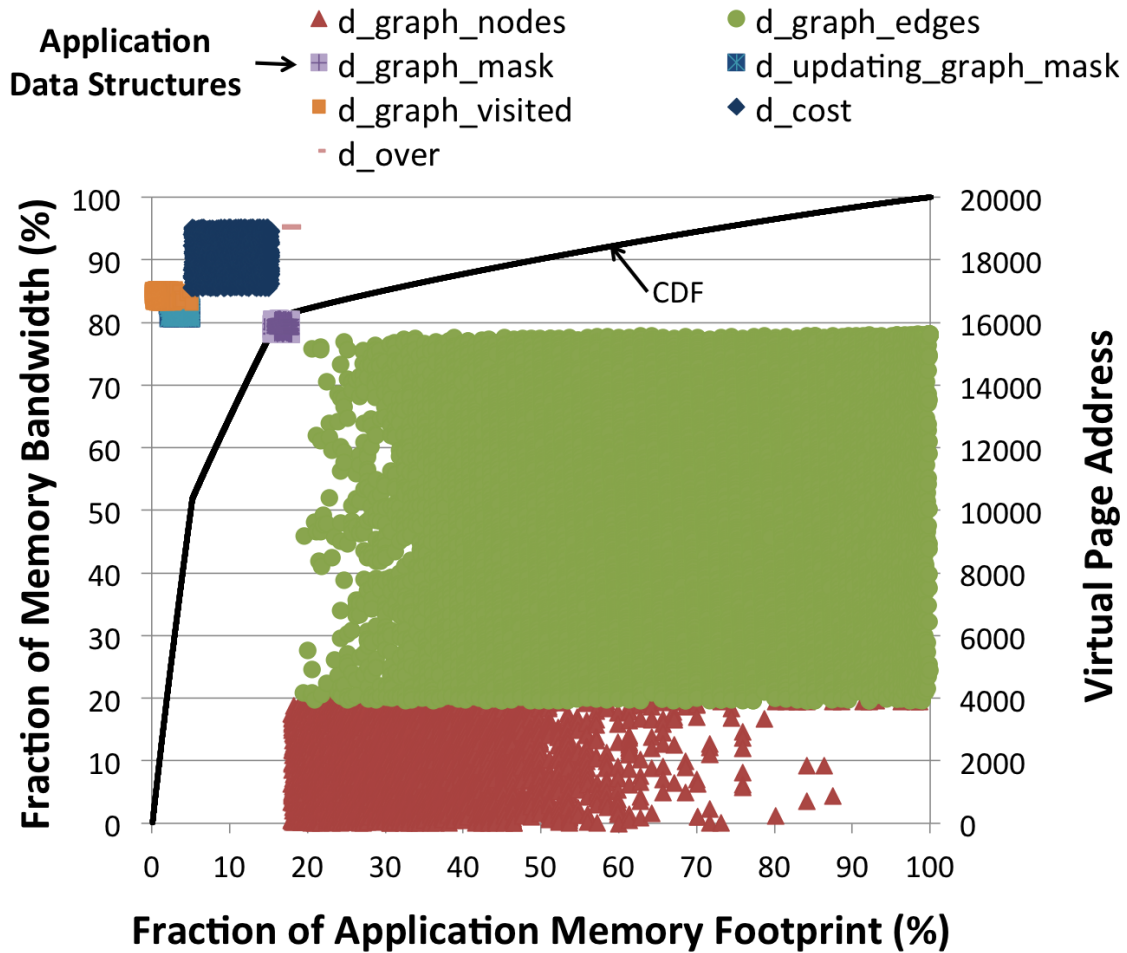 Application
Data Structures
d_graph_nodes
d_graph_edges
d_graph_mask
d_updating_graph_mask
d_graph_visited
d_cost
d_over
Fraction of Memory Bandwidth (%)
100
90
80
70
60
50
40
30
20
10
0
CDF
20000
18000
16000
14000
12000
10000
8000
6000
4000
2000
0
Virtual Page Address
0 10 20 30 40 50 60 70 80 90 100
Fraction of Application Memory Footprint (%)